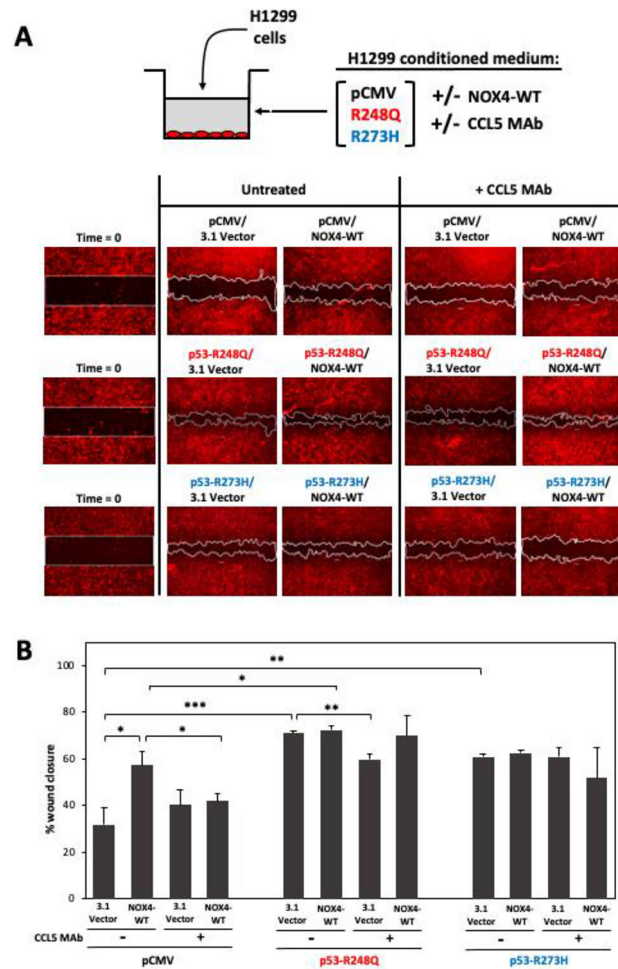 A
H1299
cells
H1299 conditioned medium:
pCMV
R248Q
R273H
+/- NOX4-WT
+/- CCL5 MAb
Untreated
+ CCL5 MAb
Time = 0
pCMV/
3.1 Vector
pCMV/
NOX4-WT
pCMV/
3.1 Vector
pCMV/
NOX4-WT
Time = 0
p53-R248Q/
3.1 Vector
p53-R248Q/
NOX4-WT
p53-R248Q/
3.1 Vector
p53-R248Q/
NOX4-WT
Time = 0
p53-R273H/
3.1 Vector
p53-R273H/
NOX4-WT
p53-R273H/
3.1 Vector
p53-R273H/
NOX4-WT
B
% wound closure
100
80
60
40
20
0
**
*
***
**
*
*
3.1
Vector
NOX4-
WT
3.1
Vector
NOX4-
WT
3.1
Vector
NOX4-
WT
3.1
Vector
NOX4-
WT
3.1
Vector
NOX4-
WT
3.1
Vector
NOX4-
WT
CCL5 MAb - + - + - +
pCMV p53-R248Q p53-R273H